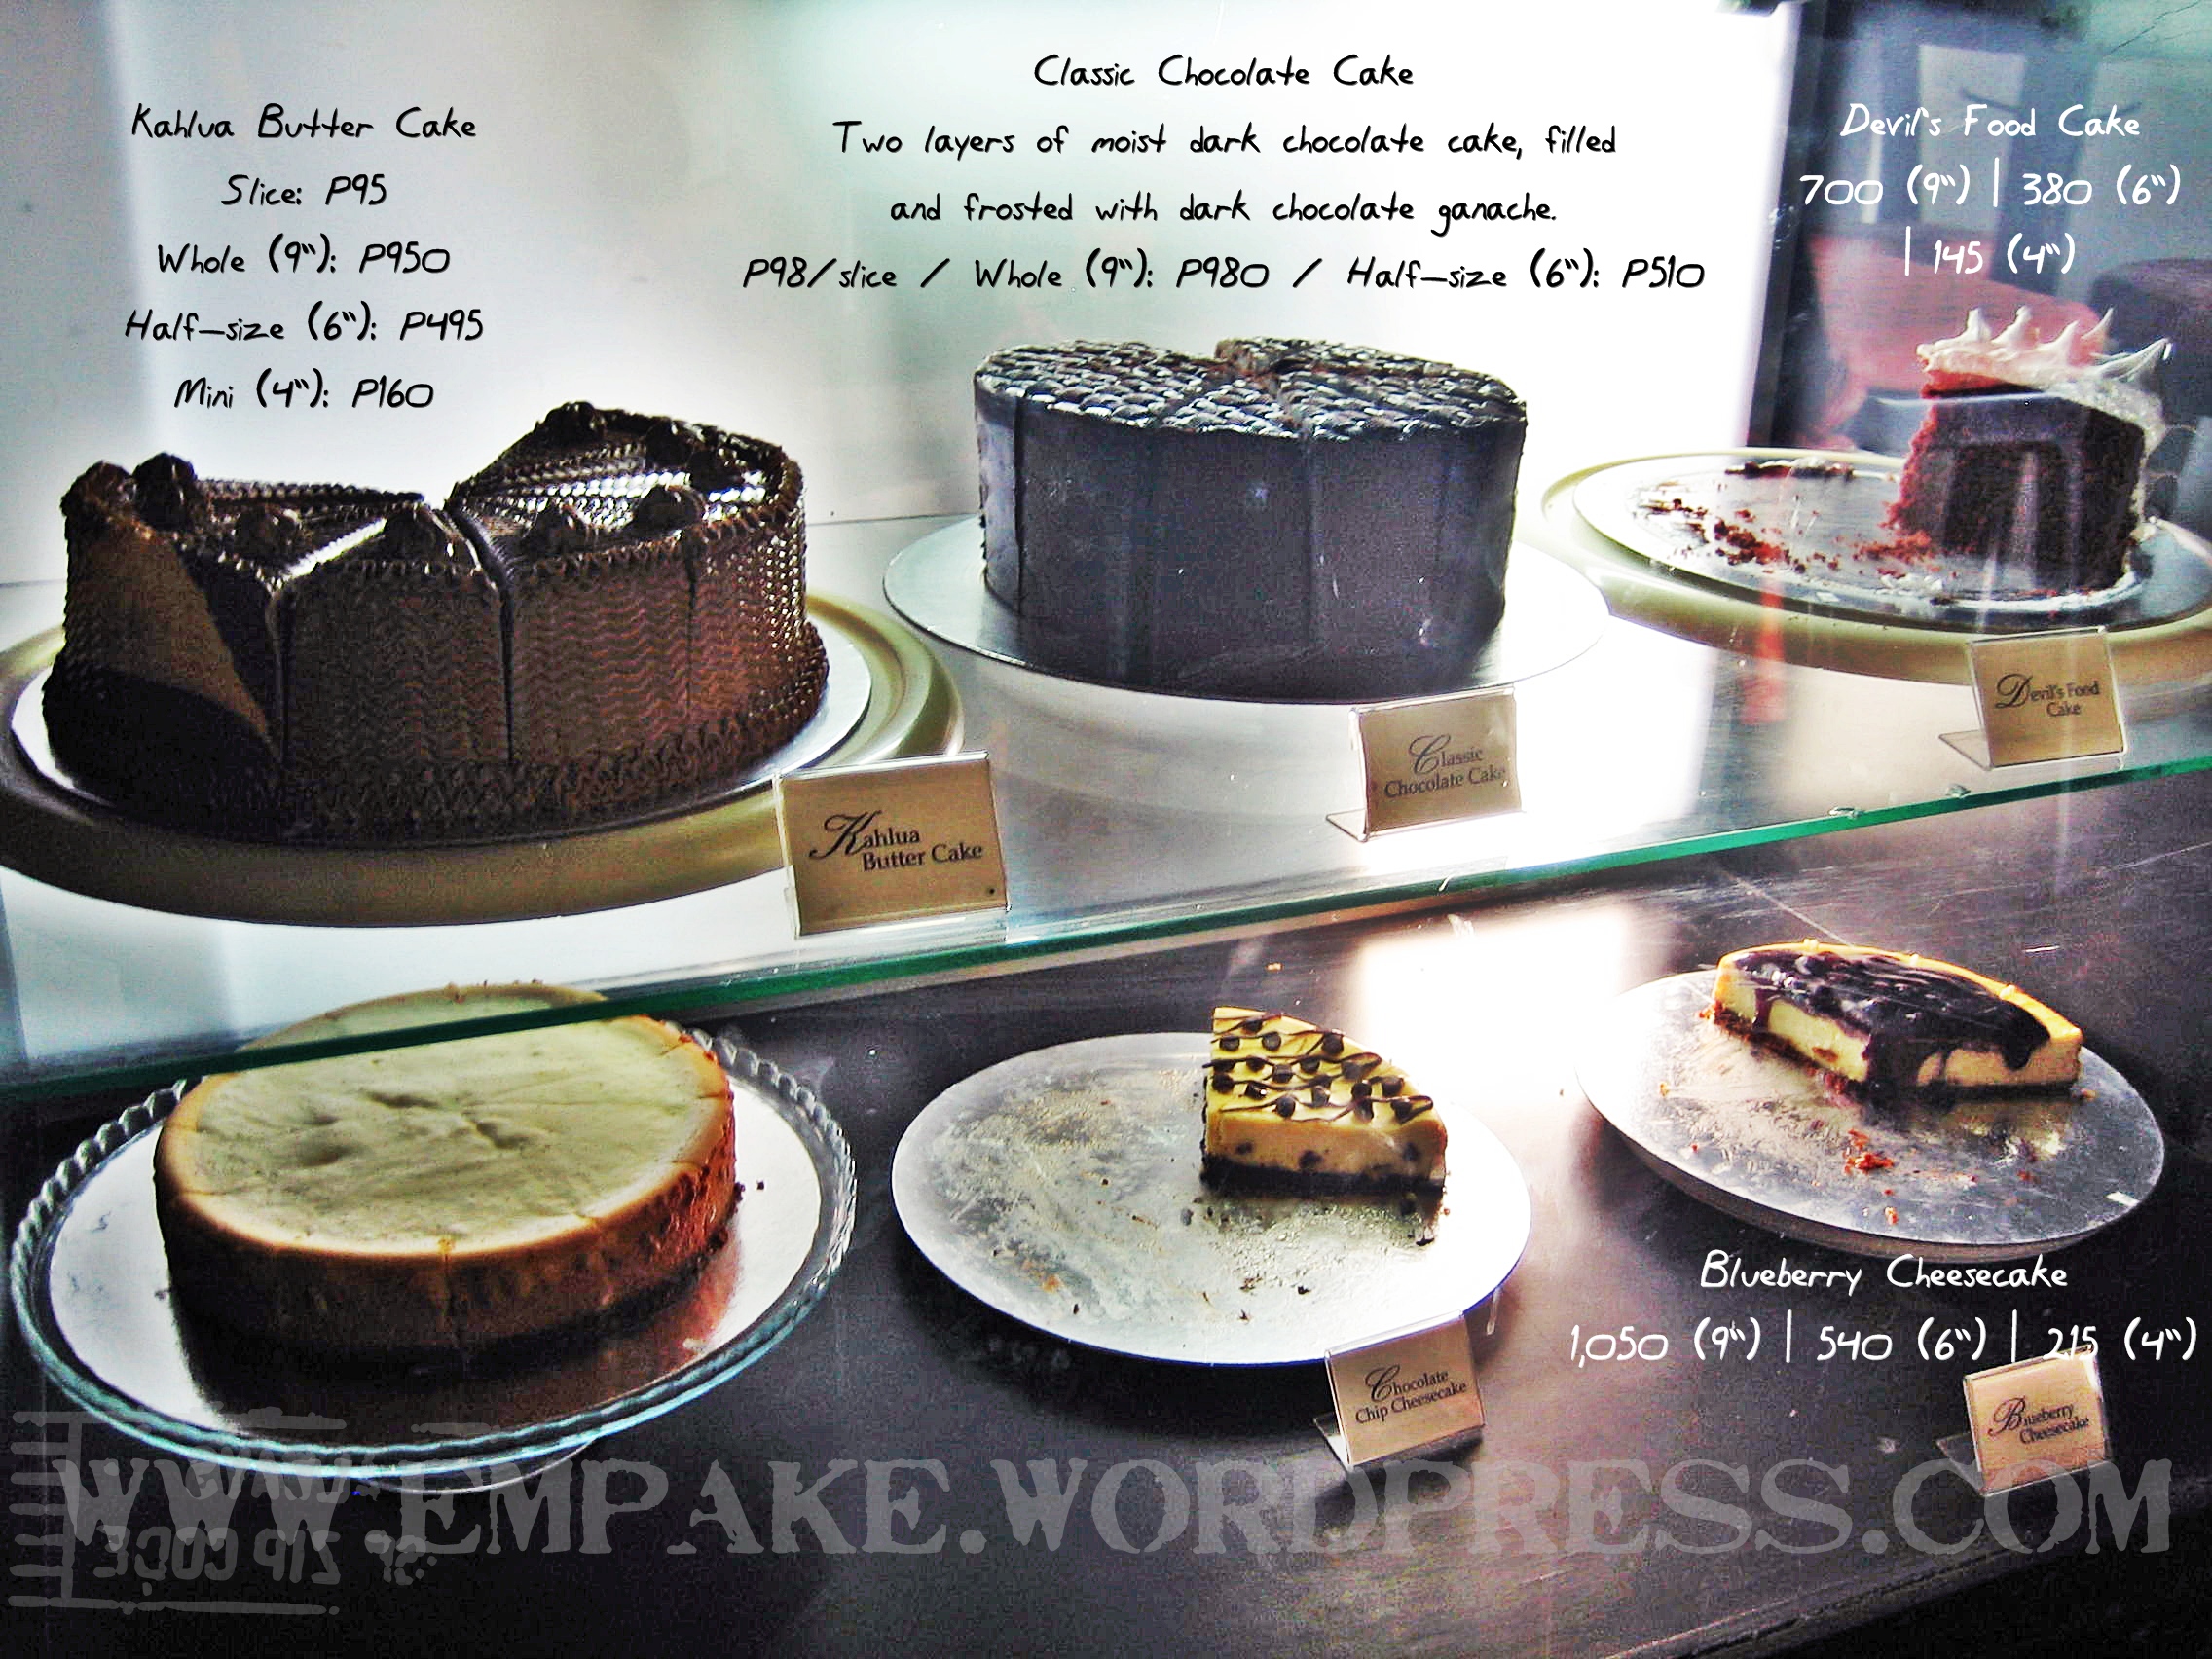 Classic Chocolate Cake
Two layers of moist dark chocolate cake, filled
and frosted with dark chocolate ganache.
P98/slice / Whole (9"): P980 / Half-size (6"): P510
Kahlua Butter Cake
Slice: P95
Whole (9"): P950
Half-size (6"): P495
Mini (4"): P160
Devil's Food Cake
700 (9") | 380 (6")
| 145 (4")
Devil's Food
Cake
Classic
Chocolate Cake
Kahlua
Butter Cake
Blueberry Cheesecake
1,050 (9") | 540 (6") | 215 (4")
Chocolate
Chip Cheesecake
Blueberry
Cheesecake
WWW.EMPAKE.WORDPRESS.COM
ZIP CODE